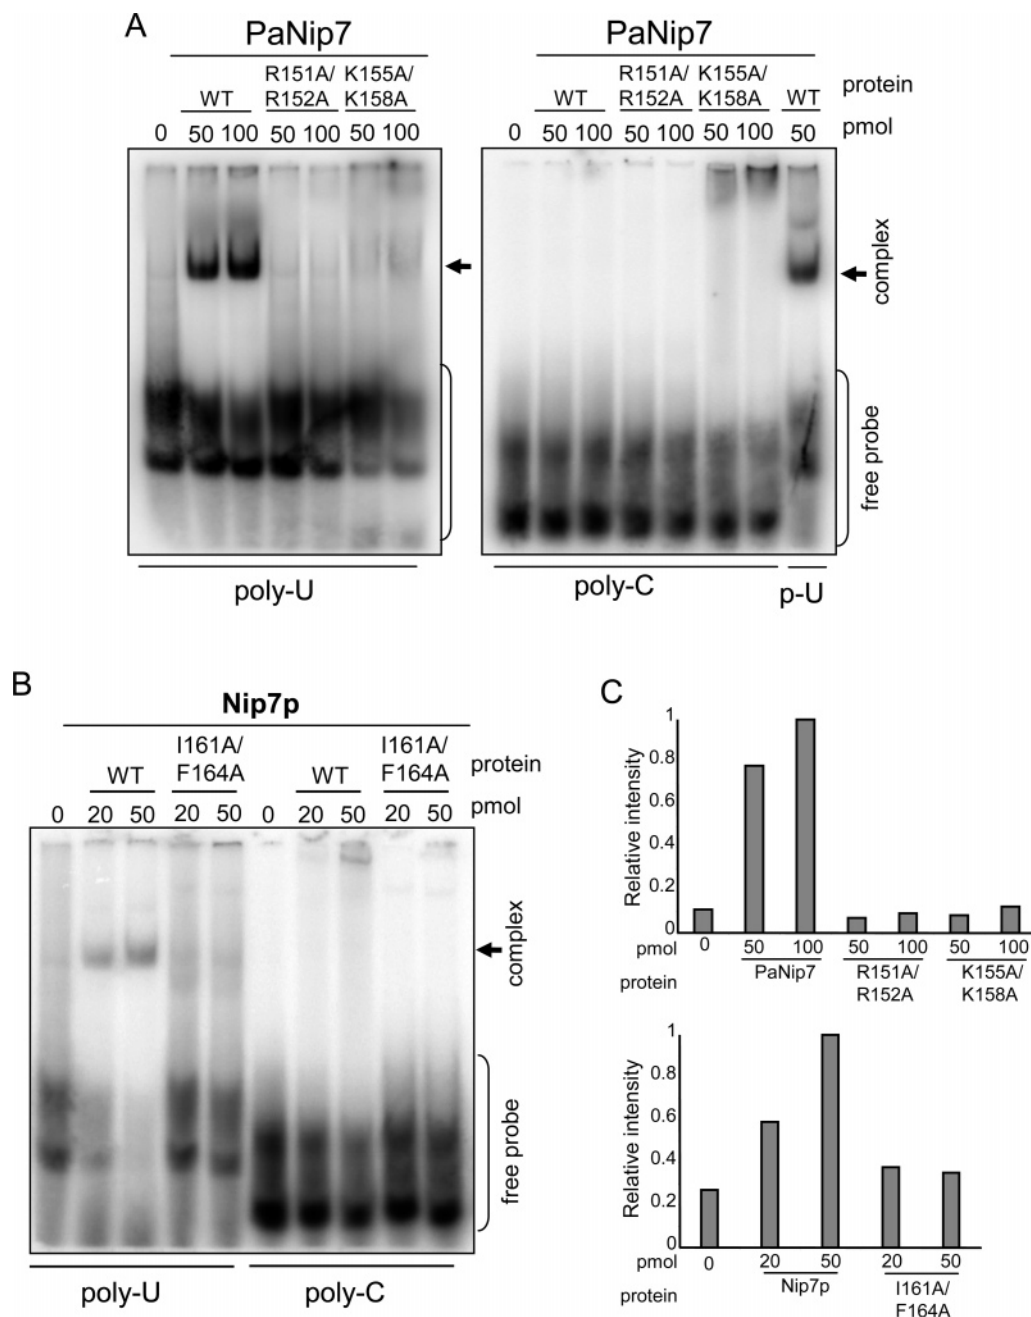 A
PaNip7 PaNip7
R151A/ K155A/ R151A/ K155A/
WT R152A K158A WT R152A K158A WT protein
0 50 100 50 100 50 100 0 50 100 50 100 50 100 50 pmol
complex
free probe
poly-U poly-C p-U
B
Nip7p
I161A/ I161A/
WT F164A WT F164A protein
0 20 50 20 50 0 20 50 20 50 pmol
complex
free probe
poly-U poly-C
C
Relative intensity
1
0.8
0.6
0.4
0.2
0
pmol 0 50 100 50 100 50 100
protein PaNip7 R151A/ K155A/
R152A K158A
Relative intensity
1
0.8
0.6
0.4
0.2
0
pmol 0 20 50 20 50
protein Nip7p I161A/
F164A